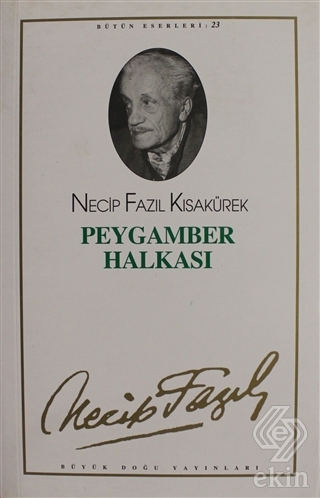 BÜTÜN ESERLERİ: 23
NECİP FAZIL KISAKÜREK
PEYGAMBER
HALKASI
Necip Fazıl
BÜYÜK DOĞU YAYINLARI
ekin